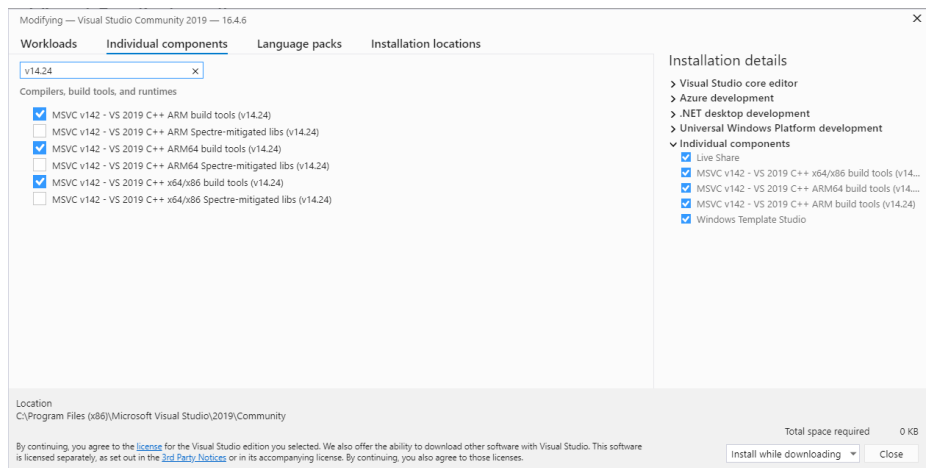 Modifying — Visual Studio Community 2019 — 16.4.6
Workloads Individual components Language packs Installation locations
v14.24
Compilers, build tools, and runtimes
MSVC v142 - VS 2019 C++ ARM build tools (v14.24)
MSVC v142 - VS 2019 C++ ARM Spectre-mitigated libs (v14.24)
MSVC v142 - VS 2019 C++ ARM64 build tools (v14.24)
MSVC v142 - VS 2019 C++ ARM64 Spectre-mitigated libs (v14.24)
MSVC v142 - VS 2019 C++ x64/x86 build tools (v14.24)
MSVC v142 - VS 2019 C++ x64/x86 Spectre-mitigated libs (v14.24)
Installation details
Visual Studio core editor
Azure development
.NET desktop development
Universal Windows Platform development
Individual components
Live Share
MSVC v142 - VS 2019 C++ x64/x86 build tools (v14...
MSVC v142 - VS 2019 C++ ARM64 build tools (v14....
MSVC v142 - VS 2019 C++ ARM build tools (v14.24)
Windows Template Studio
Location
C:\Program Files (x86)\Microsoft Visual Studio\2019\Community
By continuing, you agree to the license for the Visual Studio edition you selected. We also offer the ability to download other software with Visual Studio. This software
is licensed separately, as set out in the 3rd Party Notices or in its accompanying license. By continuing, you also agree to those licenses.
Total space required 0 KB
Install while downloading Close